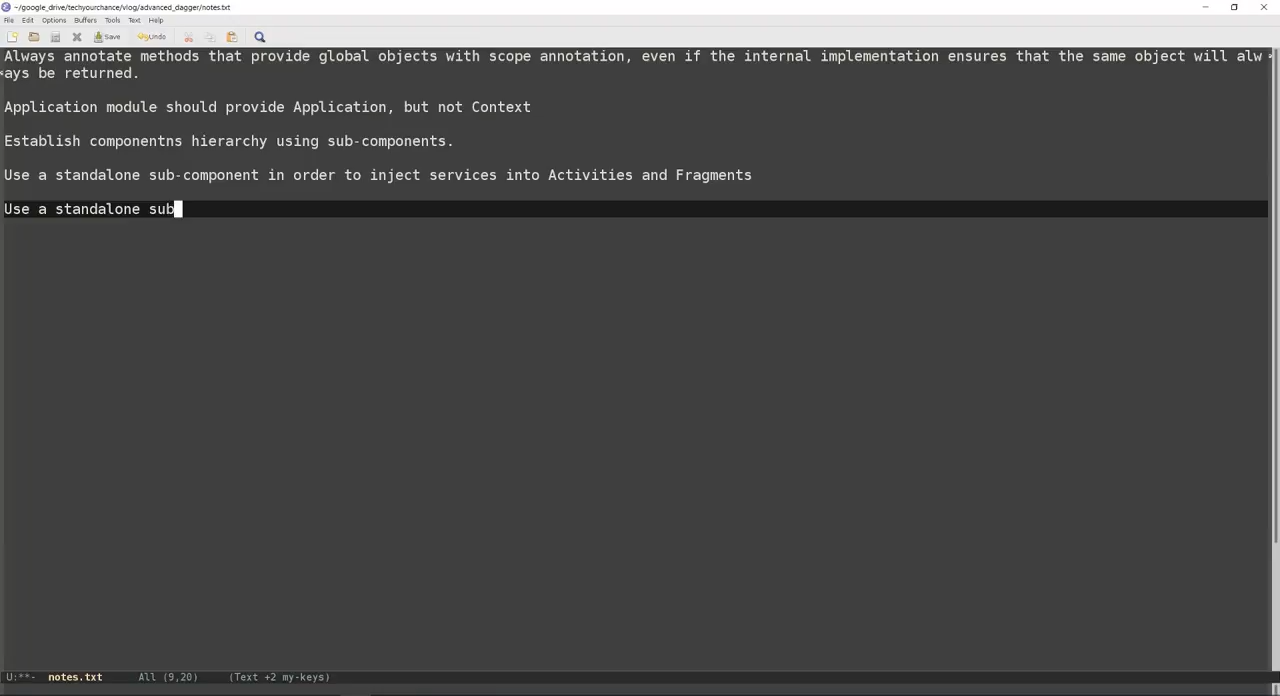 ~/google_drive/techyourchance/vlog/advanced_dagger/notes.txt
File Edit Options Buffers Tools Text Help
Save Undo
Always annotate methods that provide global objects with scope annotation, even if the internal implementation ensures that the same object will alw
ays be returned.
Application module should provide Application, but not Context
Establish componentns hierarchy using sub-components.
Use a standalone sub-component in order to inject services into Activities and Fragments
Use a standalone sub
U:**- notes.txt All (9,20) (Text +2 my-keys)